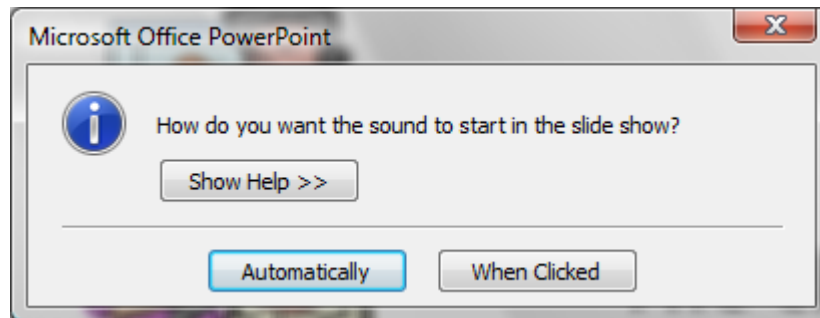 Microsoft Office PowerPoint
How do you want the sound to start in the slide show?
Show Help >>
Automatically
When Clicked